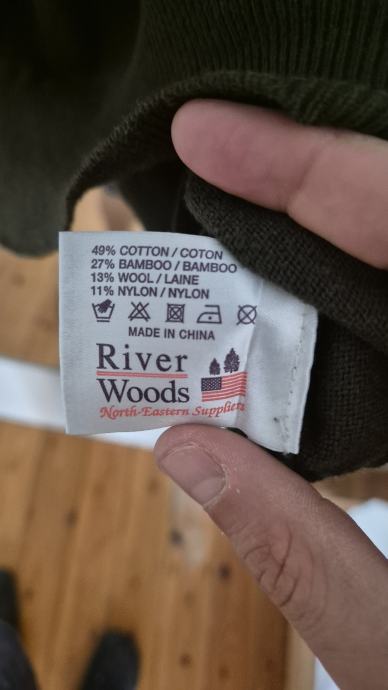 49% COTTON / COTON
27% BAMBOO / BAMBOO
13% WOOL / LAINE
11% NYLON / NYLON
MADE IN CHINA
River
Woods
North-Eastern Suppliers